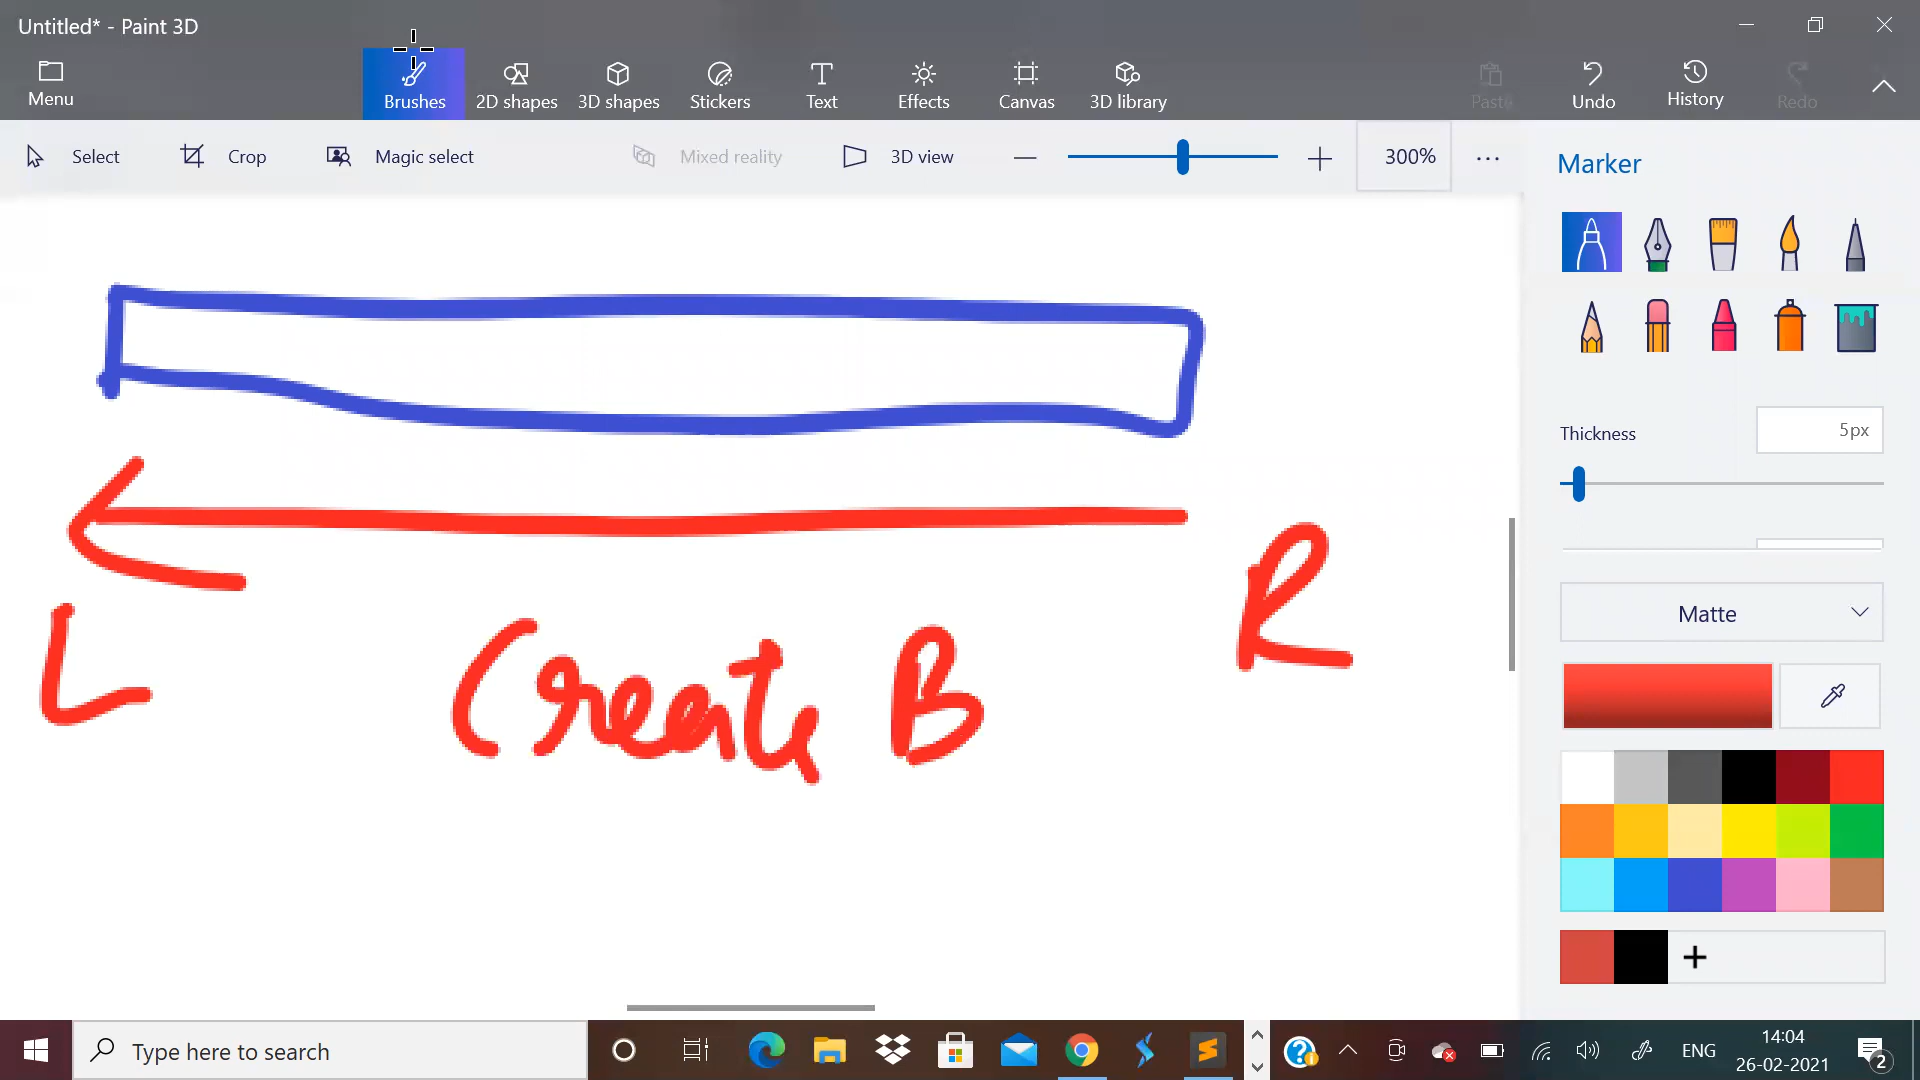 Untitled* - Paint 3D
Menu
Brushes
2D shapes
3D shapes
Stickers
Text
Effects
Canvas
3D library
Paste
Undo
History
Redo
Select
Crop
Magic select
Mixed reality
3D view
300%
Marker
Thickness
5px
Matte
L
Create B
R
Type here to search
ENG
14:04
26-02-2021
2